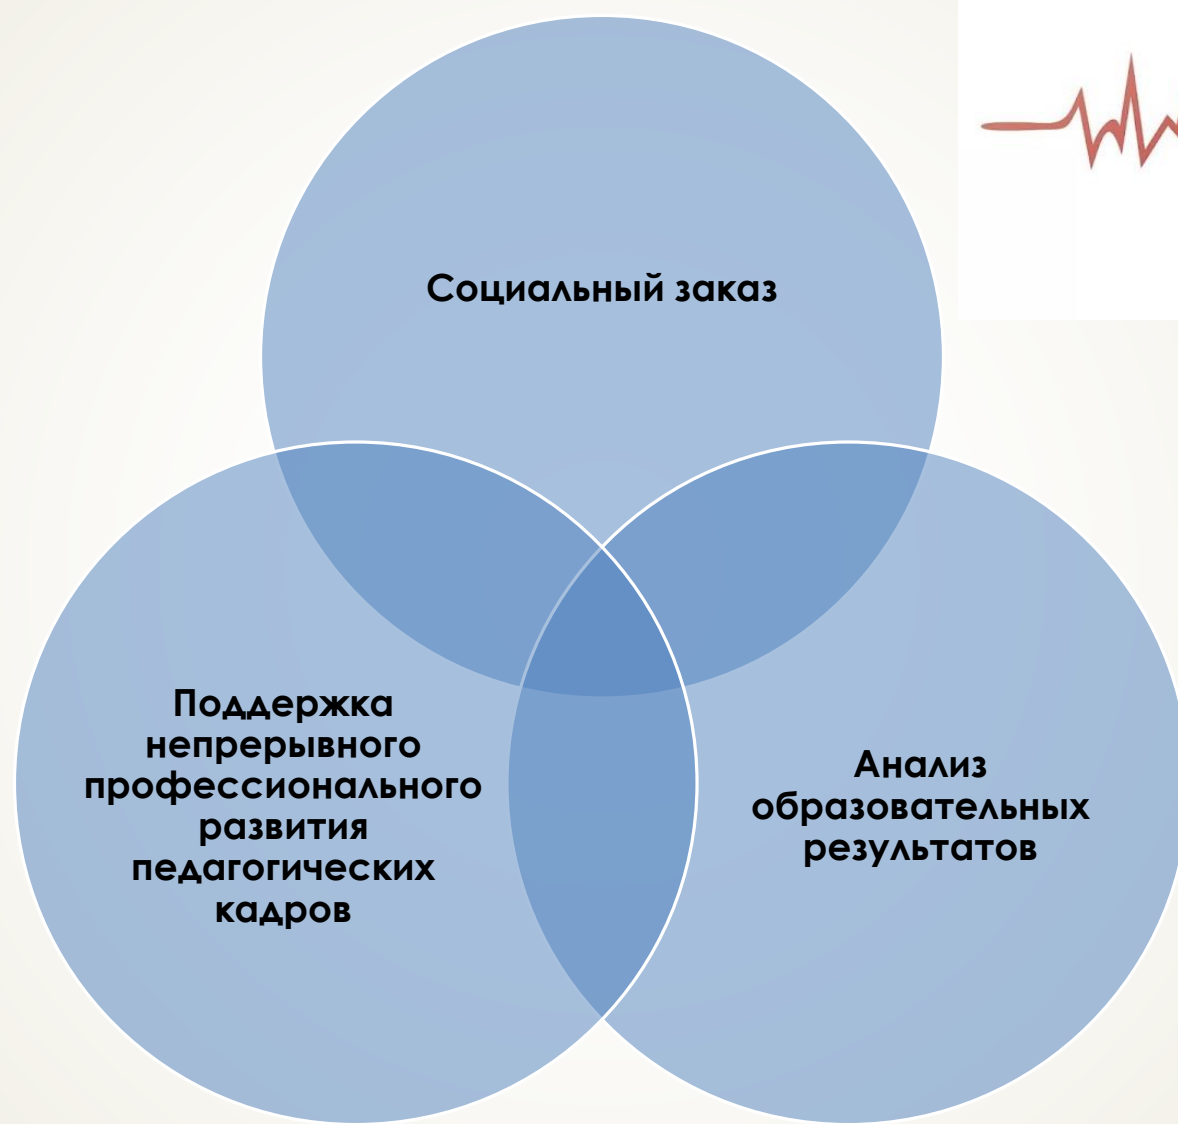 Социальный заказ
Поддержка
непрерывного
профессионального
развития
педагогических
кадров
Анализ
образовательных
результатов